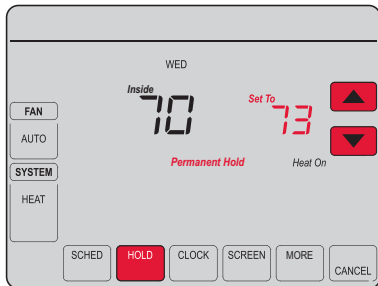 WED
Inside
70
Set To
73
FAN
AUTO
Permanent Hold
Heat On
SYSTEM
HEAT
SCHED
HOLD
CLOCK
SCREEN
MORE
CANCEL